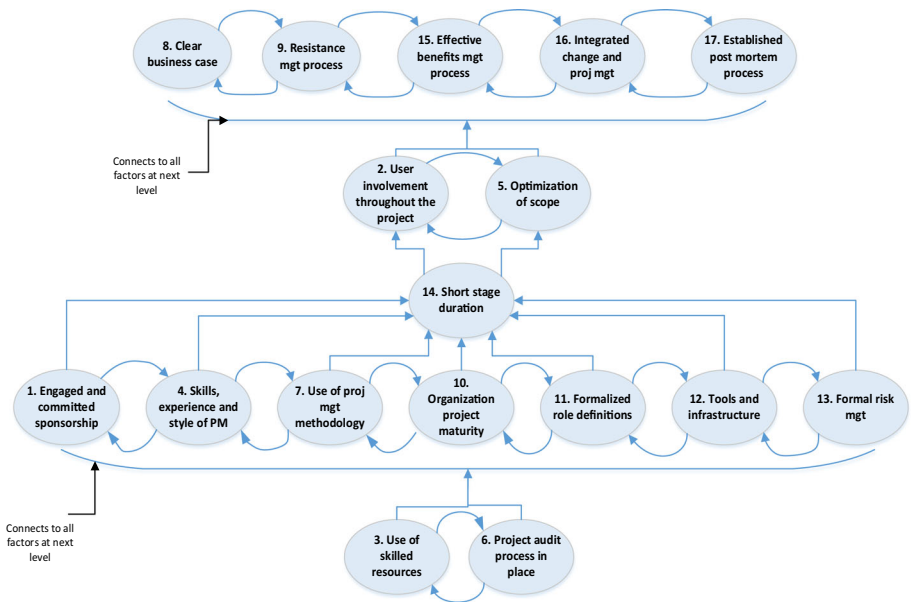 8. Clear
business case
9. Resistance
mgt process
15. Effective
benefits mgt
process
16. Integrated
change and
proj mgt
17. Established
post mortem
process
Connects to all
factors at next
level
2. User
involvement
throughout the
project
5. Optimization
of scope
14. Short stage
duration
1. Engaged and
committed
sponsorship
4. Skills,
experience and
style of PM
7. Use of proj
mgt
methodology
10.
Organization
project
maturity
11. Formalized
role definitions
12. Tools and
infrastructure
13. Formal risk
mgt
Connects to all
factors at next
level
3. Use of
skilled
resources
6. Project audit
process in
place